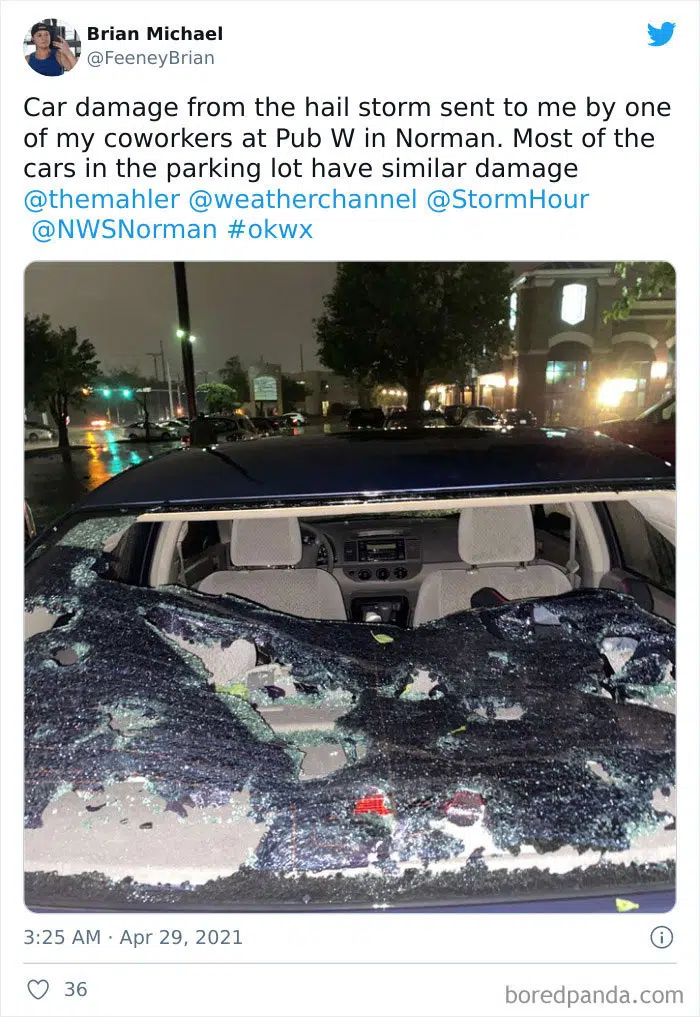 Brian Michael
@FeeneyBrian
Car damage from the hail storm sent to me by one
of my coworkers at Pub W in Norman. Most of the
cars in the parking lot have similar damage
@themahler @weatherchannel @StormHour
@NWSNorman #okwx
3:25 AM · Apr 29, 2021
36
boredpanda.com